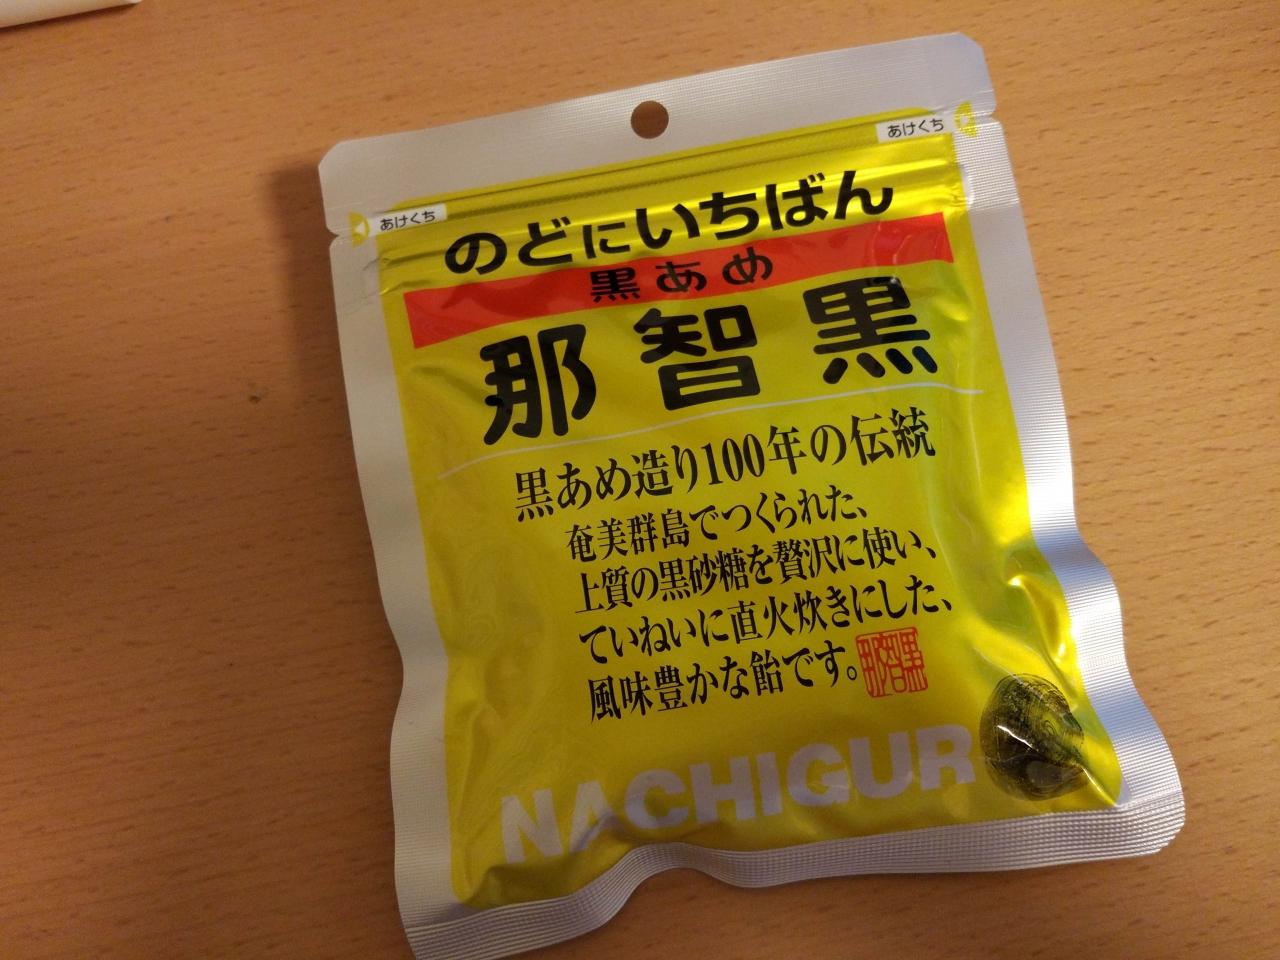 あけくち
あけくち
のどにいちばん
黒あめ
那智黒
黒あめ造り100年の伝統
奄美群島でつくられた、
上質の黒砂糖を贅沢に使い、
ていねいに直火炊きにした、
風味豊かな飴です。
那智黒
NACHIGUR